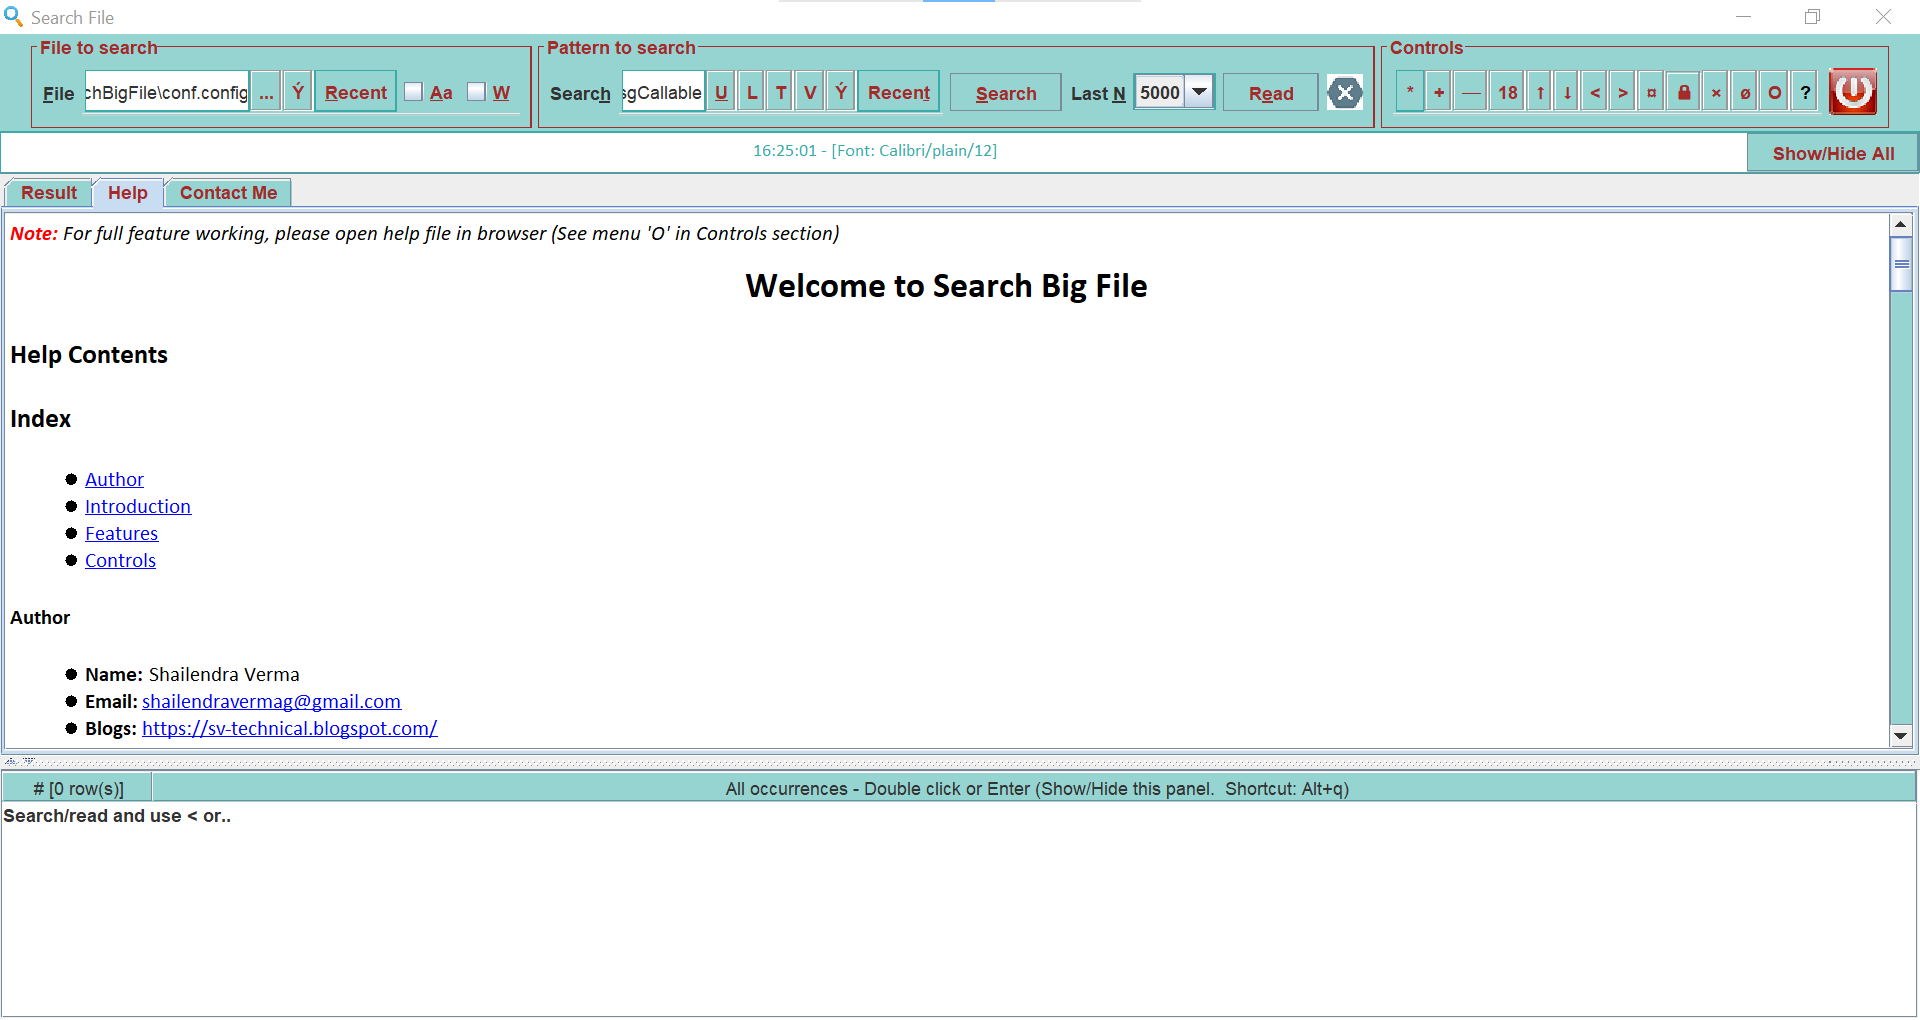 Search File
File to search
Pattern to search
Controls
File chBigFile\conf.config ... Ý Recent Aa W
Search sgCallable U L T V Ý Recent Search Last N 5000 Read
* + — 18 ↑ ↓ < > ¤ × ø O ?
16:25:01 - [Font: Calibri/plain/12]
Show/Hide All
Result Help Contact Me
Note: For full feature working, please open help file in browser (See menu 'O' in Controls section)
Welcome to Search Big File
Help Contents
Index
Author
Introduction
Features
Controls
Author
Name: Shailendra Verma
Email: shailendravermag@gmail.com
Blogs: https://sv-technical.blogspot.com/
# [0 row(s)]
All occurrences - Double click or Enter (Show/Hide this panel. Shortcut: Alt+q)
Search/read and use < or..